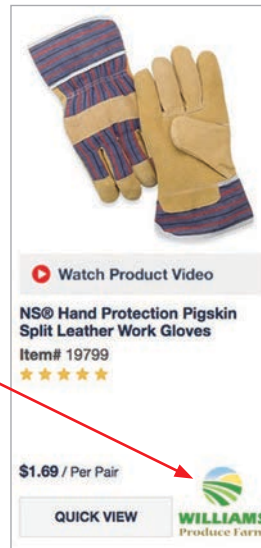 Watch Product Video
NS® Hand Protection Pigskin
Split Leather Work Gloves
Item# 19799
$1.69 / Per Pair
QUICK VIEW
WILLIAMS
Produce Farm